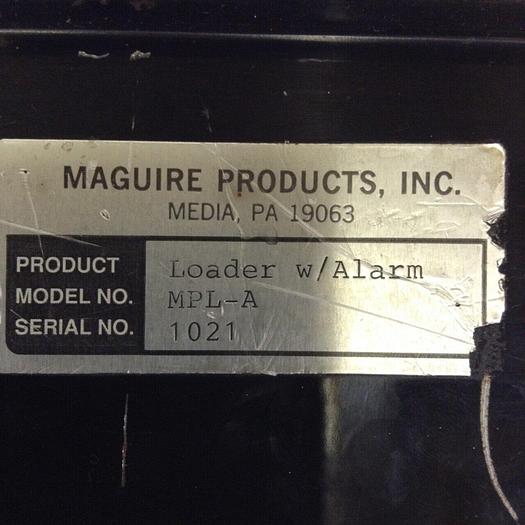 MAGUIRE PRODUCTS, INC.
MEDIA, PA 19063
PRODUCT Loader w/Alarm
MODEL NO. MPL-A
SERIAL NO. 1021